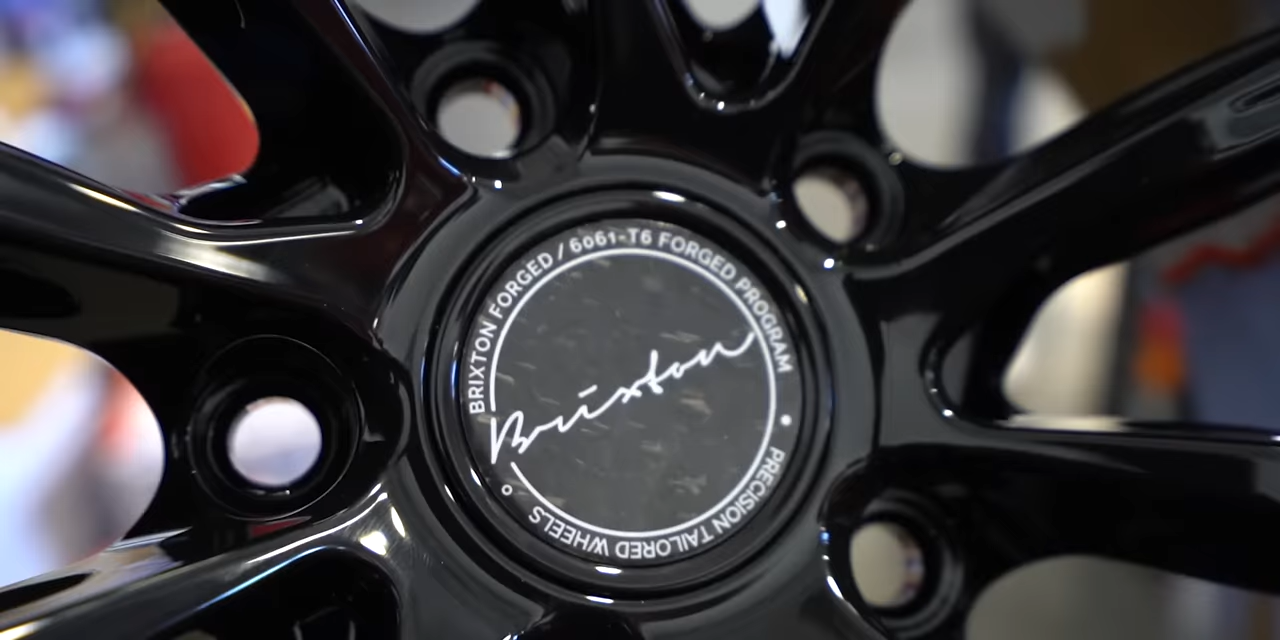 BRIXTON FORGED / 6061-T6 FORGED PROGRAM
Brixton
PRECISION TAILORED WHEELS